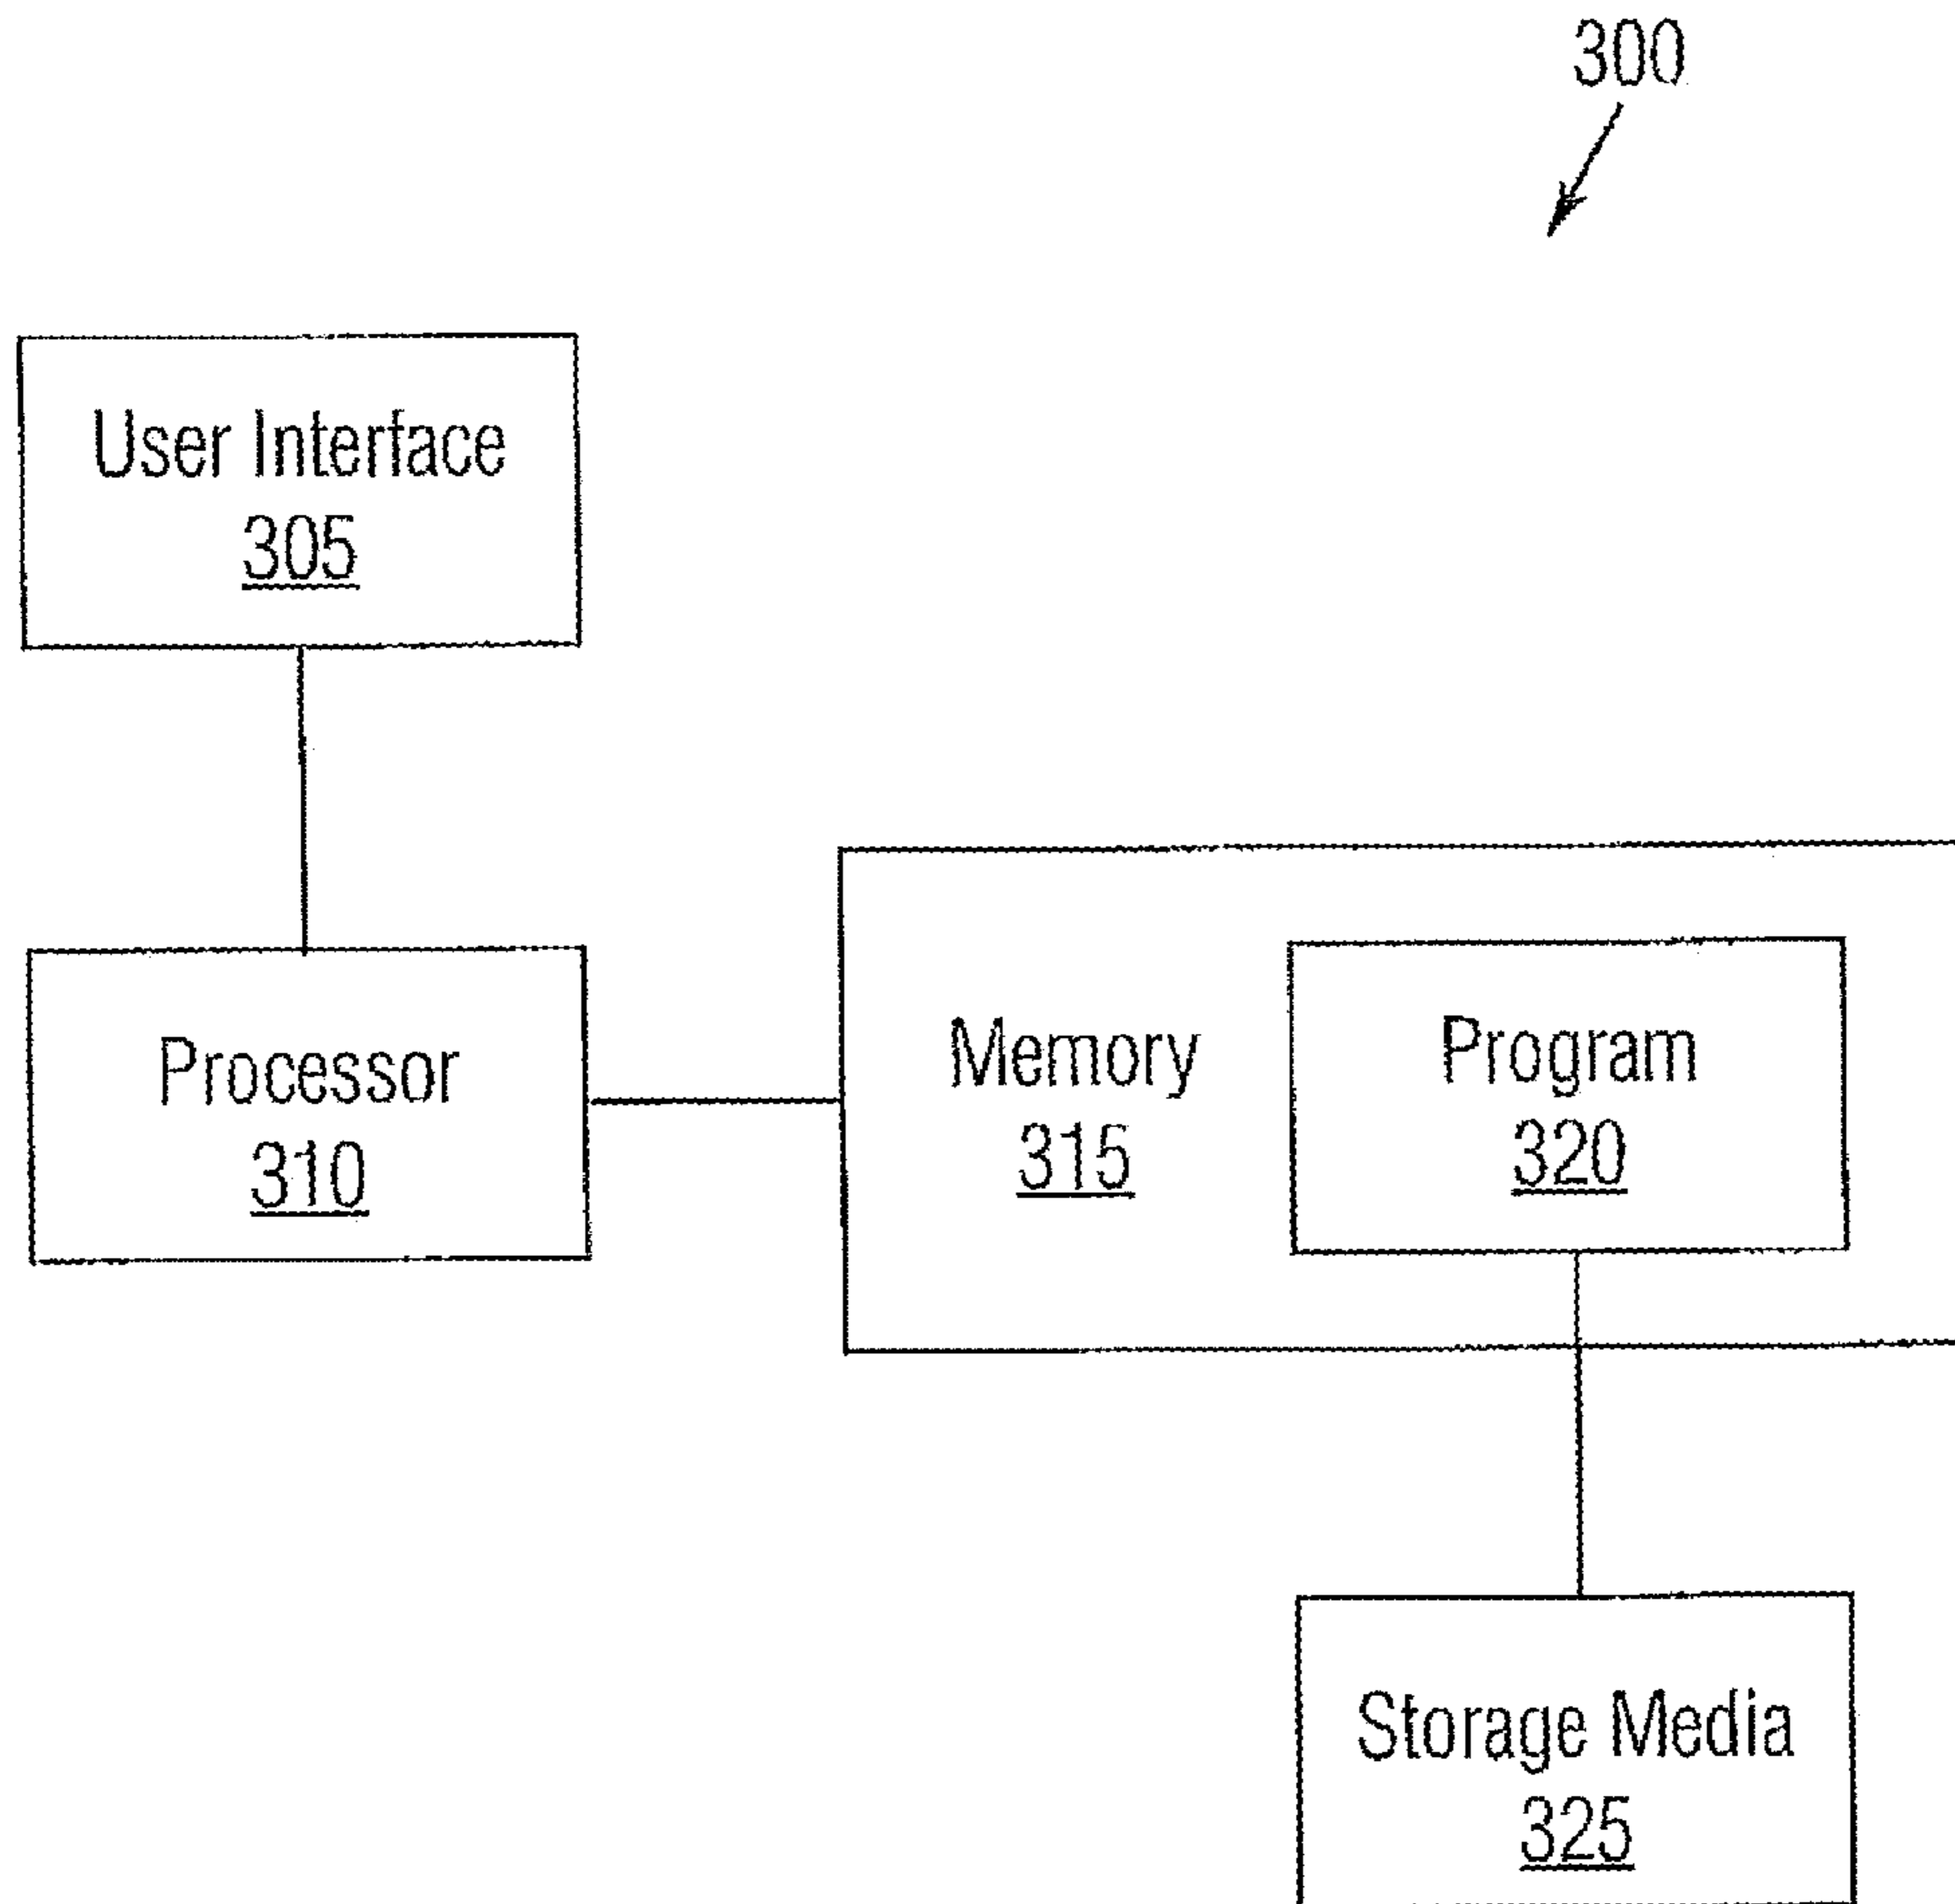 300
User Interface
305
Processor
310
Memory
315
Program
320
Storage Media
325